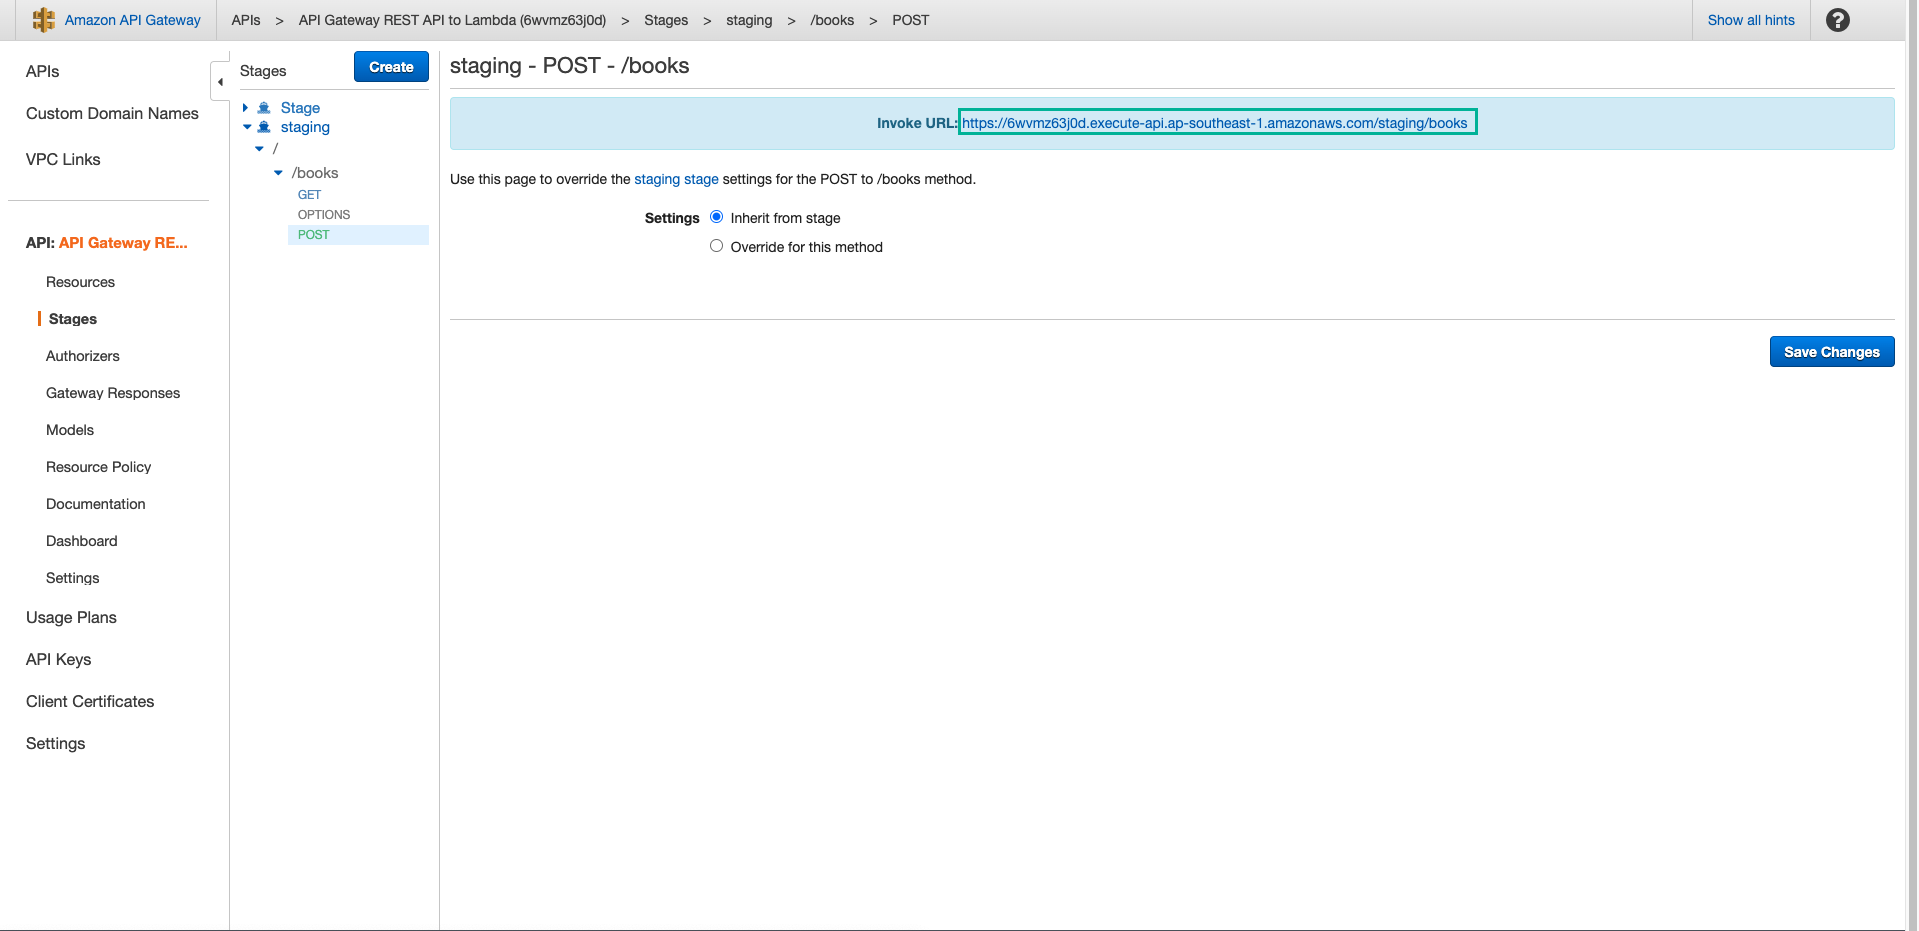 Amazon API Gateway APIs > API Gateway REST API to Lambda (6wvmz63j0d) > Stages > staging > /books > POST Show all hints ?
APIs
Custom Domain Names
VPC Links
API: API Gateway RE...
Resources
Stages
Authorizers
Gateway Responses
Models
Resource Policy
Documentation
Dashboard
Settings
Usage Plans
API Keys
Client Certificates
Settings
Stages Create
Stage
staging
/
/books
GET
OPTIONS
POST
staging - POST - /books
Invoke URL: https://6wvmz63j0d.execute-api.ap-southeast-1.amazonaws.com/staging/books
Use this page to override the staging stage settings for the POST to /books method.
Settings Inherit from stage
Override for this method
Save Changes